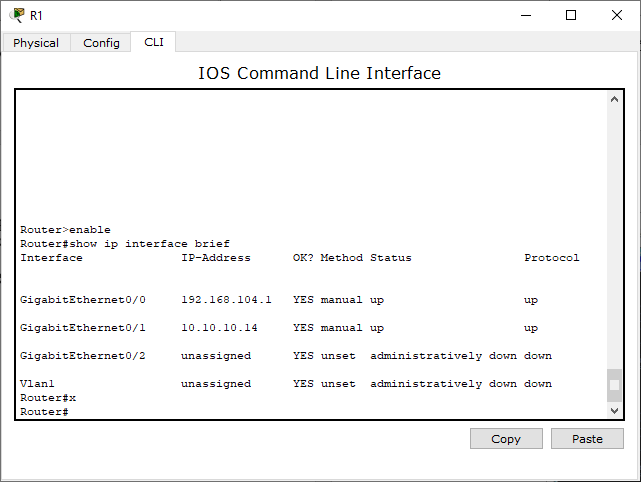 R1
Physical Config CLI
IOS Command Line Interface
Router>enable
Router#show ip interface brief
Interface IP-Address OK? Method Status Protocol
GigabitEthernet0/0 192.168.104.1 YES manual up up
GigabitEthernet0/1 10.10.10.14 YES manual up up
GigabitEthernet0/2 unassigned YES unset administratively down down
Vlan1 unassigned YES unset administratively down down
Router#x
Router#
Copy Paste